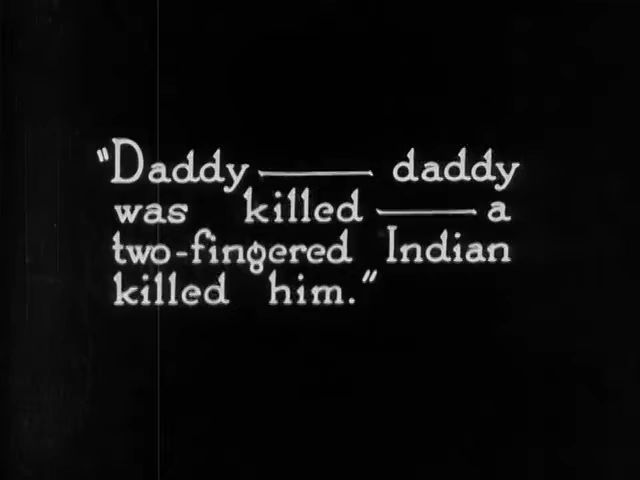 "Daddy —— daddy
was killed —— a
two-fingered Indian
killed him."